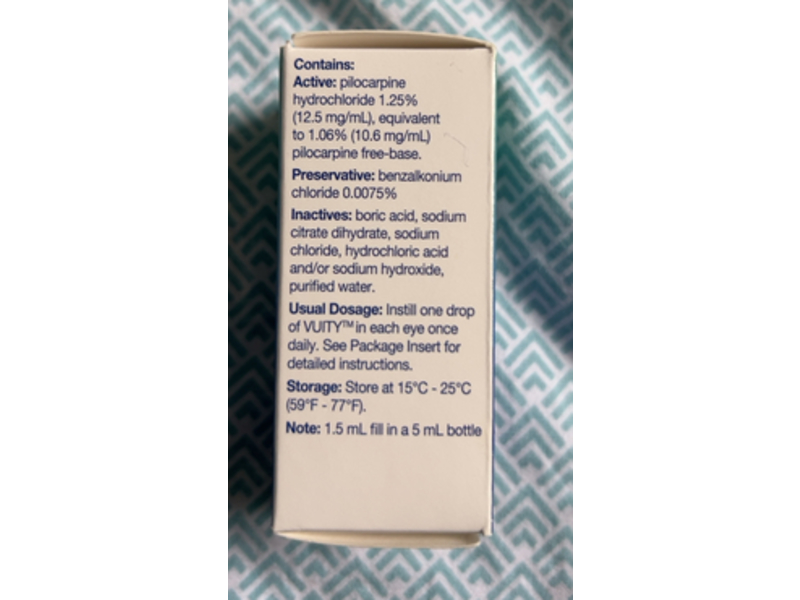 Contains:
Active: pilocarpine
hydrochloride 1.25%
(12.5 mg/mL), equivalent
to 1.06% (10.6 mg/mL)
pilocarpine free-base.
Preservative: benzalkonium
chloride 0.0075%
Inactives: boric acid, sodium
citrate dihydrate, sodium
chloride, hydrochloric acid
and/or sodium hydroxide,
purified water.
Usual Dosage: Instill one drop
of VUITY™ in each eye once
daily. See Package Insert for
detailed instructions.
Storage: Store at 15°C - 25°C
(59°F - 77°F).
Note: 1.5 mL fill in a 5 mL bottle